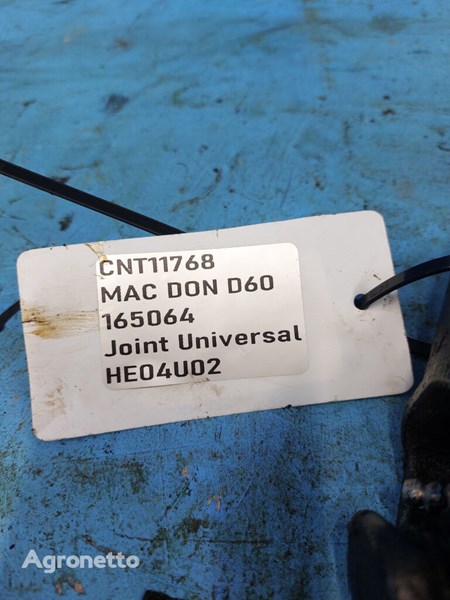 CNT11768
MAC DON D60
165064
Joint Universal
HE04U02
Agronetto